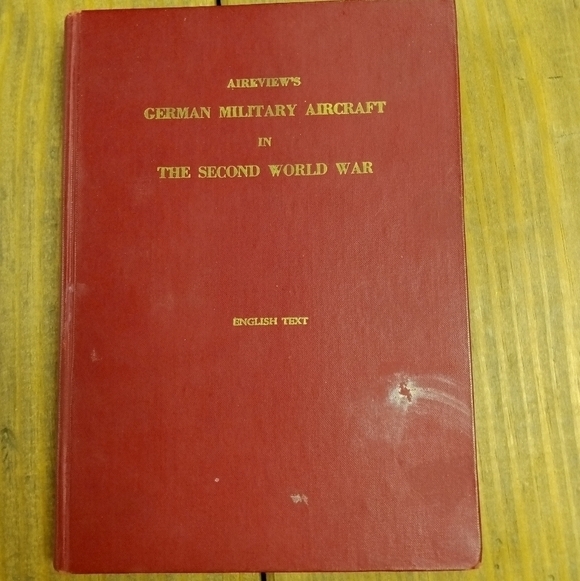 AIREVIEW'S
GERMAN MILITARY AIRCRAFT
IN
THE SECOND WORLD WAR
ENGLISH TEXT